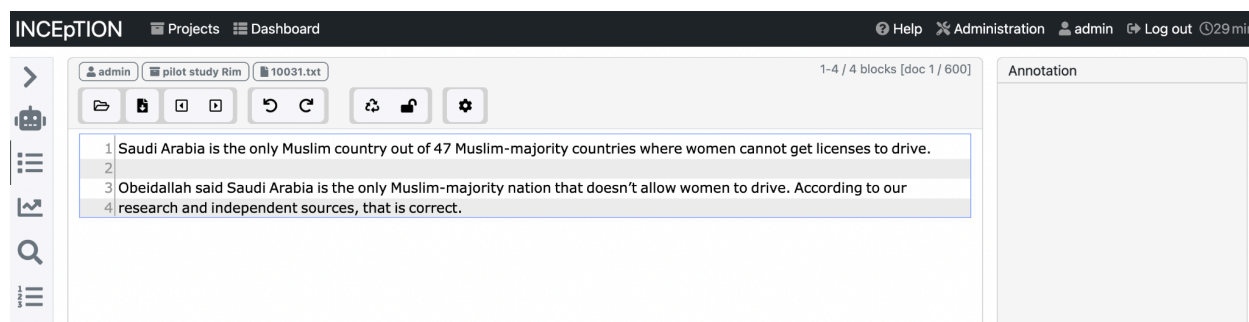 INCEpTION Projects Dashboard Help Administration admin Log out 29 mi
admin pilot study Rim 10031.txt 1-4 / 4 blocks [doc 1 / 600] Annotation
1 Saudi Arabia is the only Muslim country out of 47 Muslim-majority countries where women cannot get licenses to drive.
2
3 Obeidallah said Saudi Arabia is the only Muslim-majority nation that doesn’t allow women to drive. According to our
4 research and independent sources, that is correct.